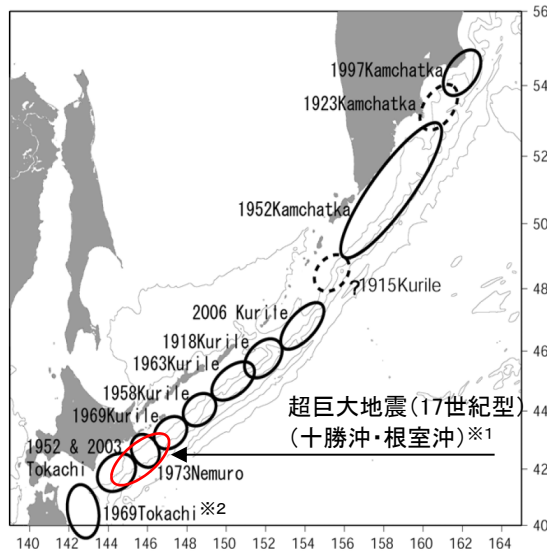 56
1997Kamchatka
54
1923Kamchatka
52
1952Kamchatka
50
48
?1915Kurile
2006 Kurile
1918Kurile
46
1963Kurile
1958Kurile
超巨大地震(17世紀型)
(十勝沖・根室沖)※1
44
1969Kurile
1952 & 2003
Tokachi
1973Nemuro
42
1969Tokachi※2
40
140 142 144 146 148 150 152 154 156 158 160 162 164